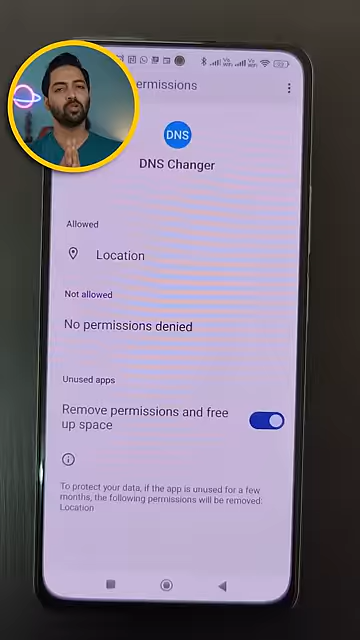 ermissions
DNS
DNS Changer
Allowed
Location
Not allowed
No permissions denied
Unused apps
Remove permissions and free
up space
To protect your data, if the app is unused for a few
months, the following permissions will be removed:
Location